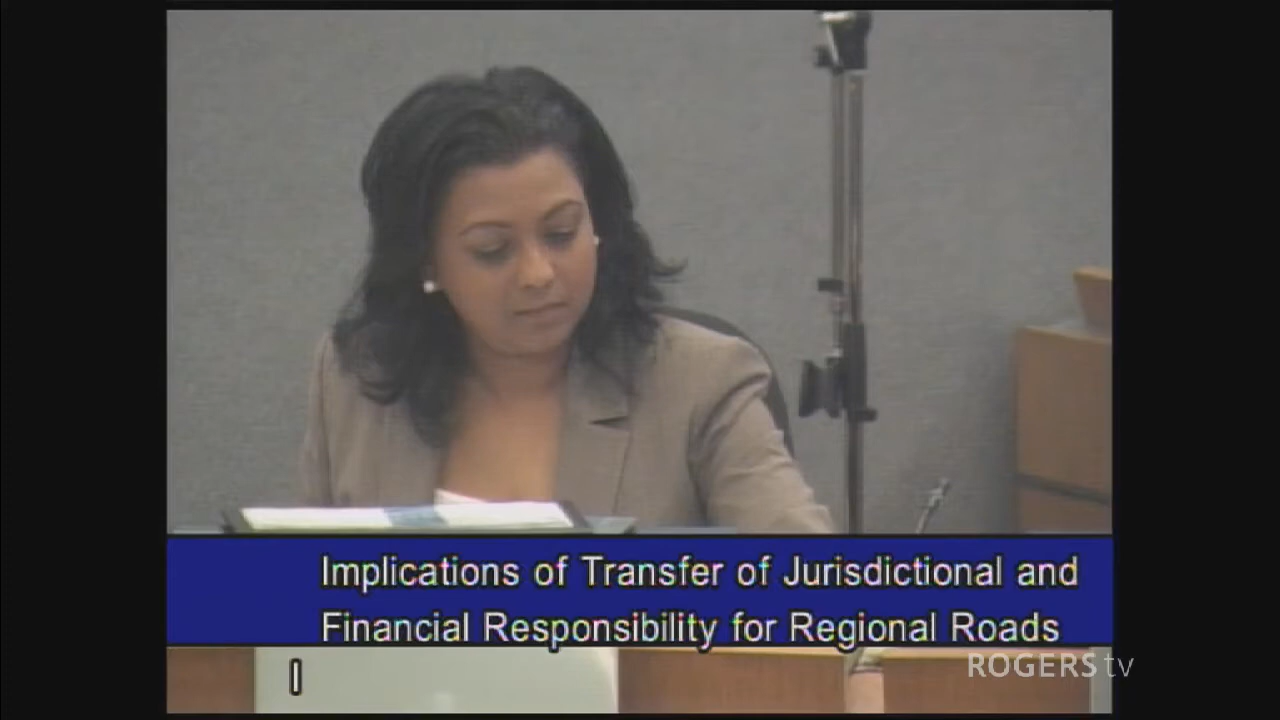 Implications of Transfer of Jurisdictional and
Financial Responsibility for Regional Roads
ROGERS tv